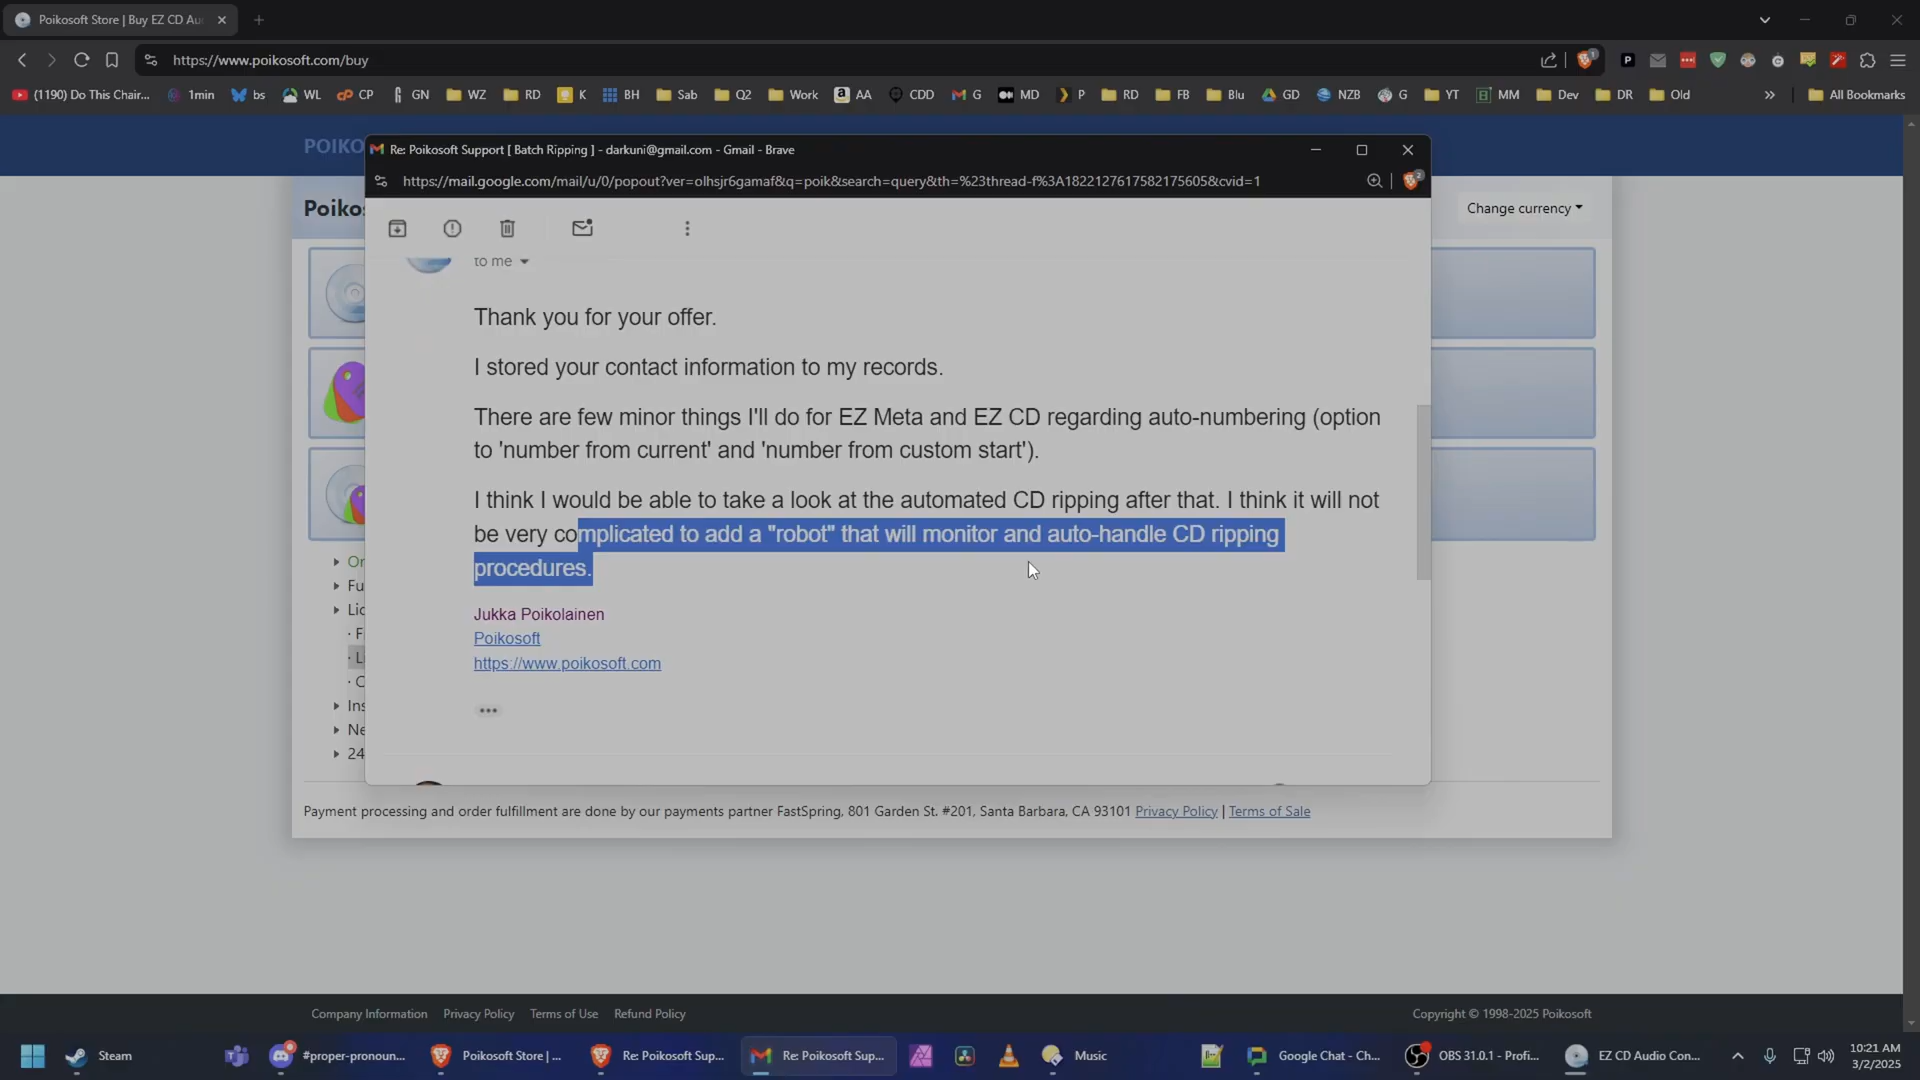 Poikosoft Store | Buy EZ CD Au
https://www.poikosoft.com/buy
(1190) Do This Chair... 1min bs WL CP GN WZ RD K BH Sab Q2 Work AA CDD G MD P RD FB Blu GD NZB G YT MM Dev DR Old » All Bookmarks
POIKO
Re: Poikosoft Support [ Batch Ripping ] - darkuni@gmail.com - Gmail - Brave
https://mail.google.com/mail/u/0/popout?ver=olhsjr6gamaf&q=poik&search=query&th=%23thread-f%3A1822127617582175605&cvid=1
Poikos
Change currency
to me
Thank you for your offer.
I stored your contact information to my records.
There are few minor things I'll do for EZ Meta and EZ CD regarding auto-numbering (option
to 'number from current' and 'number from custom start').
I think I would be able to take a look at the automated CD ripping after that. I think it will not
be very complicated to add a "robot" that will monitor and auto-handle CD ripping
procedures.
Or
Fu
Lic
· F
· L
· C
Ins
Ne
24
Jukka Poikolainen
Poikosoft
https://www.poikosoft.com
Payment processing and order fulfillment are done by our payments partner FastSpring, 801 Garden St. #201, Santa Barbara, CA 93101 Privacy Policy | Terms of Sale
Company Information Privacy Policy Terms of Use Refund Policy
Copyright © 1998-2025 Poikosoft
Steam #proper-pronoun... Poikosoft Store | ... Re: Poikosoft Sup... Re: Poikosoft Sup... Music Google Chat - Ch... OBS 31.0.1 - Profi... EZ CD Audio Con...
10:21 AM
3/2/2025